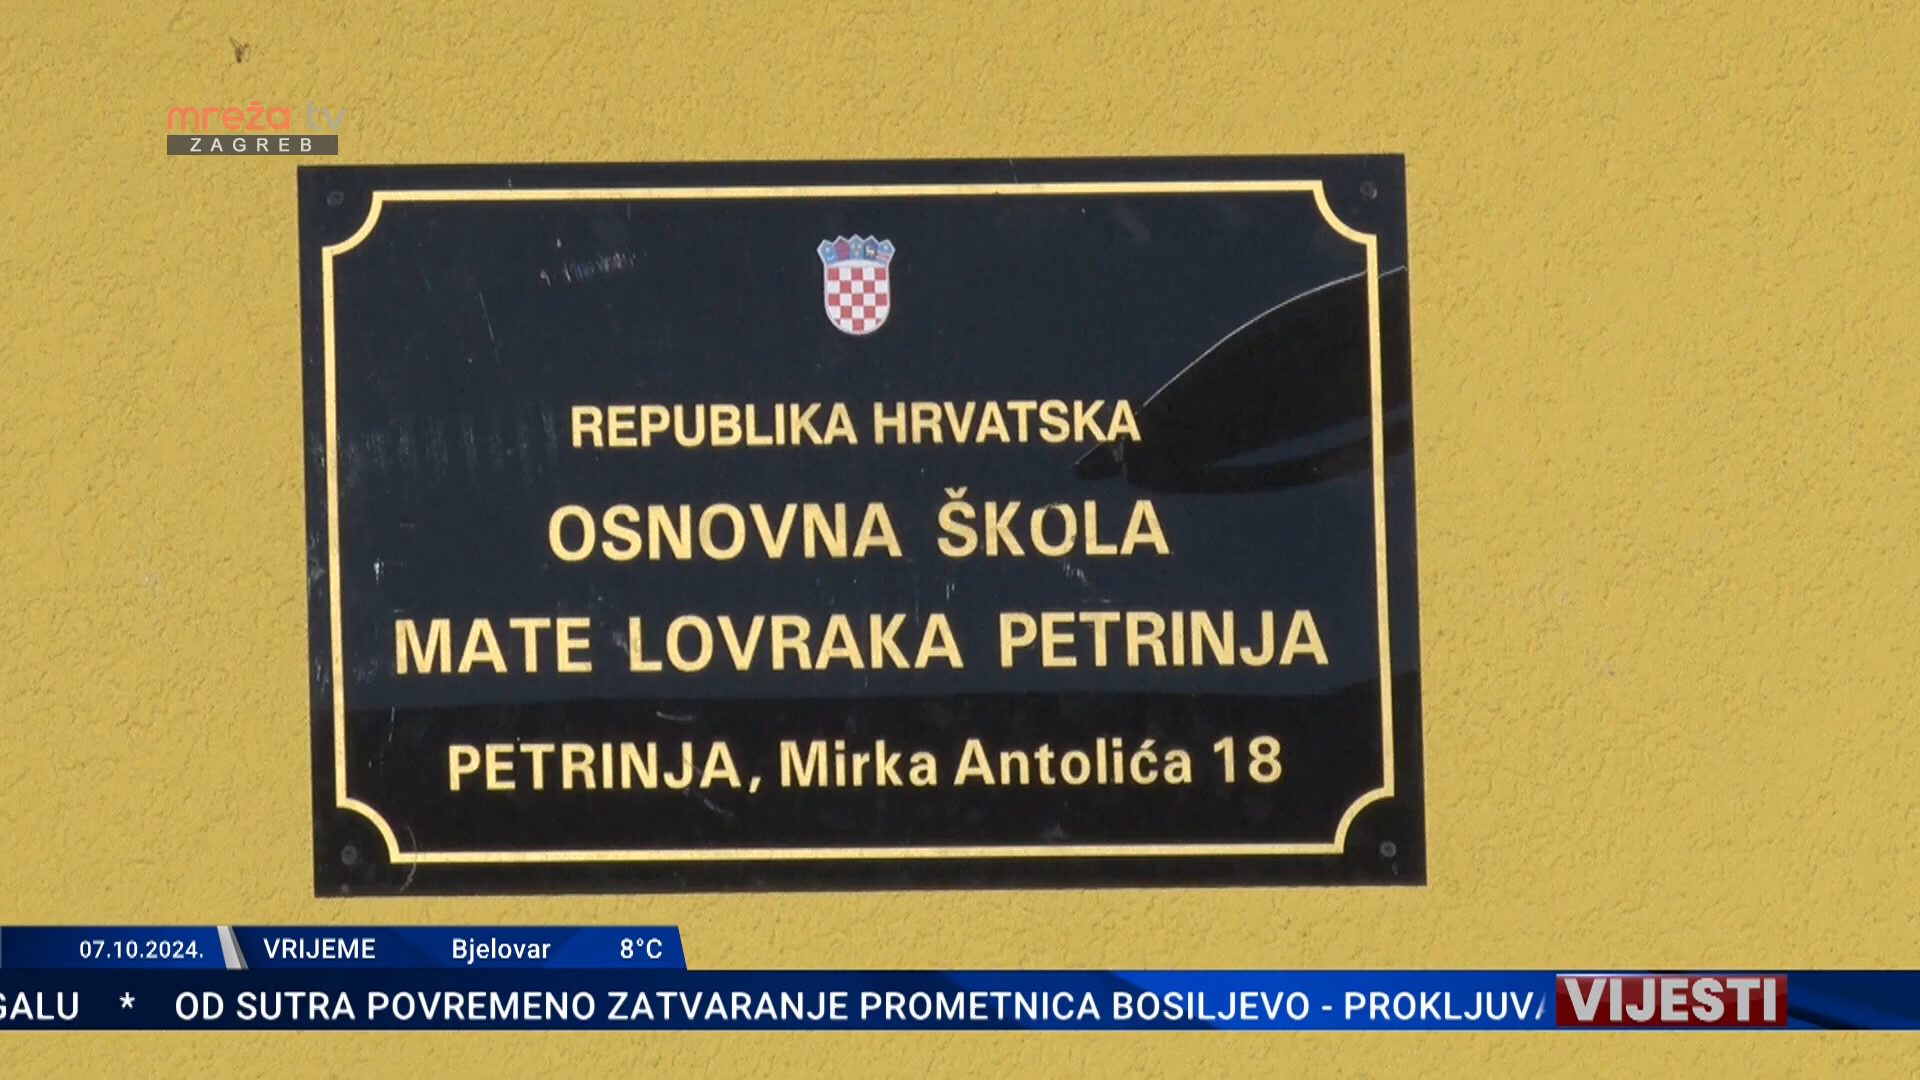 mreža tv
ZAGREB
REPUBLIKA HRVATSKA
OSNOVNA ŠKOLA
MATE LOVRAKA PETRINJA
PETRINJA, Mirka Antolića 18
07.10.2024. VRIJEME Bjelovar 8°C
GALU * OD SUTRA POVREMENO ZATVARANJE PROMETNICA BOSILJEVO - PROKLJUVA VIJESTI